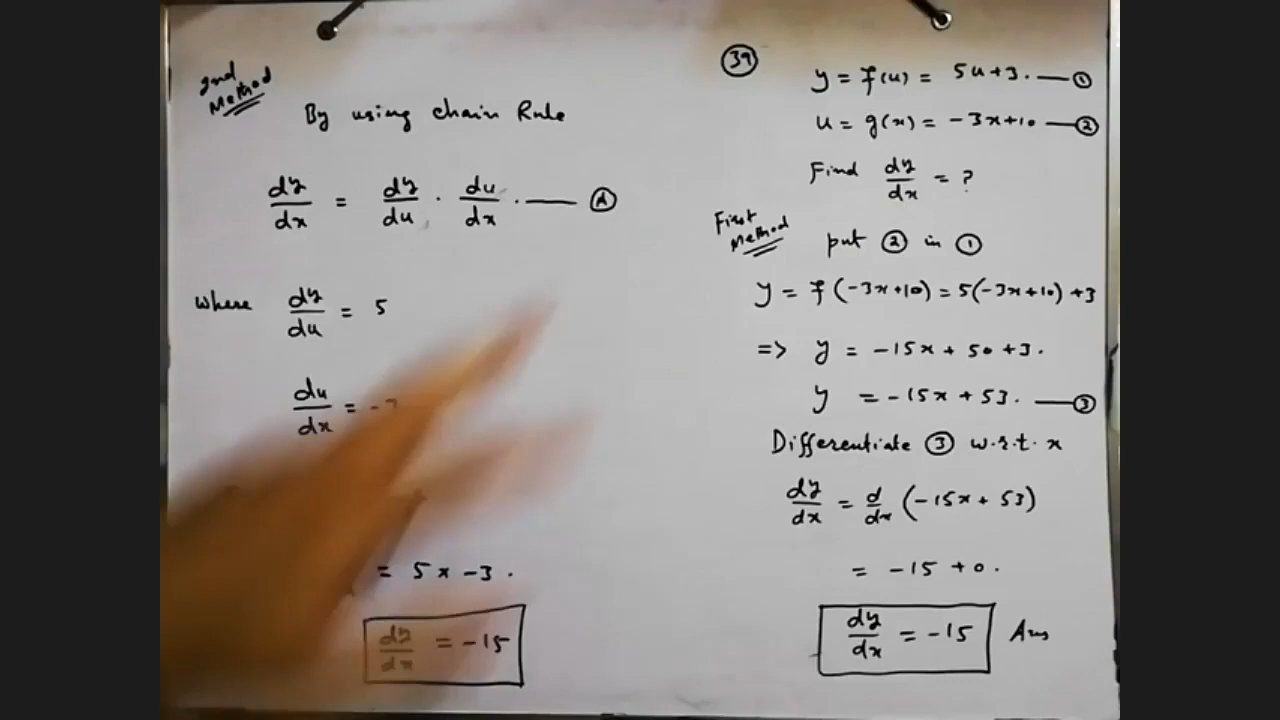 2nd
Method
By using chain Rule
dy/dx = dy/du · du/dx · —— Ⓐ
where dy/du = 5
du/dx = -
= 5 x -3 .
dy/dx = -15
㊴
y = f(u) = 5u+3. —— ①
u = g(x) = -3x+10 —— ②
Find dy/dx = ?
First
Method
put ② in ①
y = f(-3x+10) = 5(-3x+10) +3
=> y = -15x + 50 +3.
y = -15x + 53. —— ③
Differentiate ③ w.r.t. x
dy/dx = d/dx (-15x + 53)
= -15 +0.
dy/dx = -15 Ans